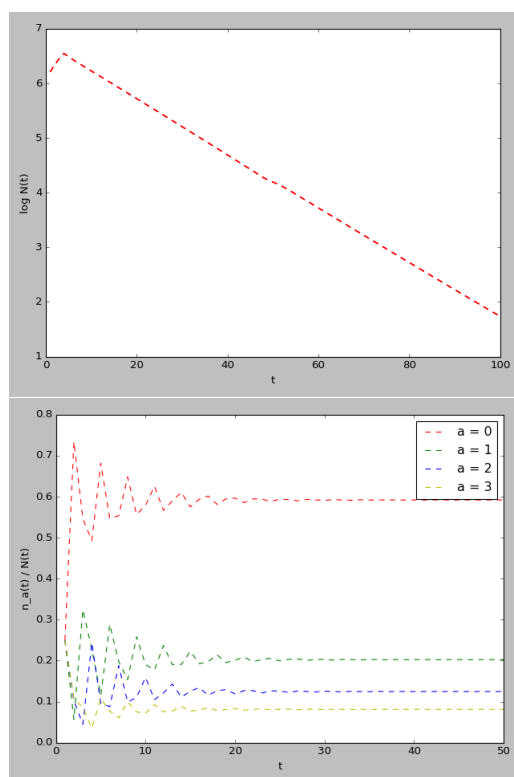 7
6
5
4
3
2
1
log N(t)
0 20 40 60 80 100
t
0.8
0.7
0.6
0.5
0.4
0.3
0.2
0.1
0.0
n_a(t) / N(t)
a = 0
a = 1
a = 2
a = 3
0 10 20 30 40 50
t